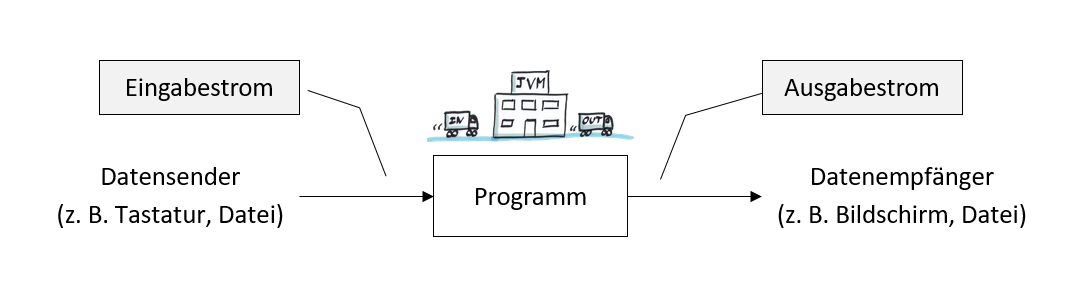 JVM
Eingabestrom
Ausgabestrom
IN
OUT
Datensender
(z. B. Tastatur, Datei)
Programm
Datenempfänger
(z. B. Bildschirm, Datei)